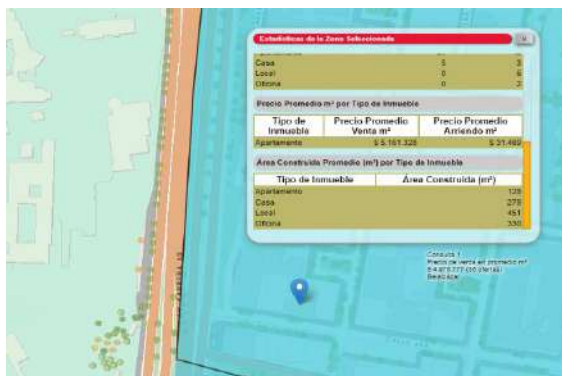 Estadísticas de la Zona Seleccionada
Casa 5 3
Local 0 6
Oficina 0 2
Precio Promedio m² por Tipo de Inmueble
Tipo de Inmueble Precio Promedio Venta m² Precio Promedio Arriendo m²
Apartamento $ 5.161.328 $ 31.469
Área Construida Promedio (m²) por Tipo de Inmueble
Tipo de Inmueble Área Construida (m²)
Apartamento 128
Casa 279
Local 451
Oficina 330
Consulta 1
Precio de venta en promedio m²